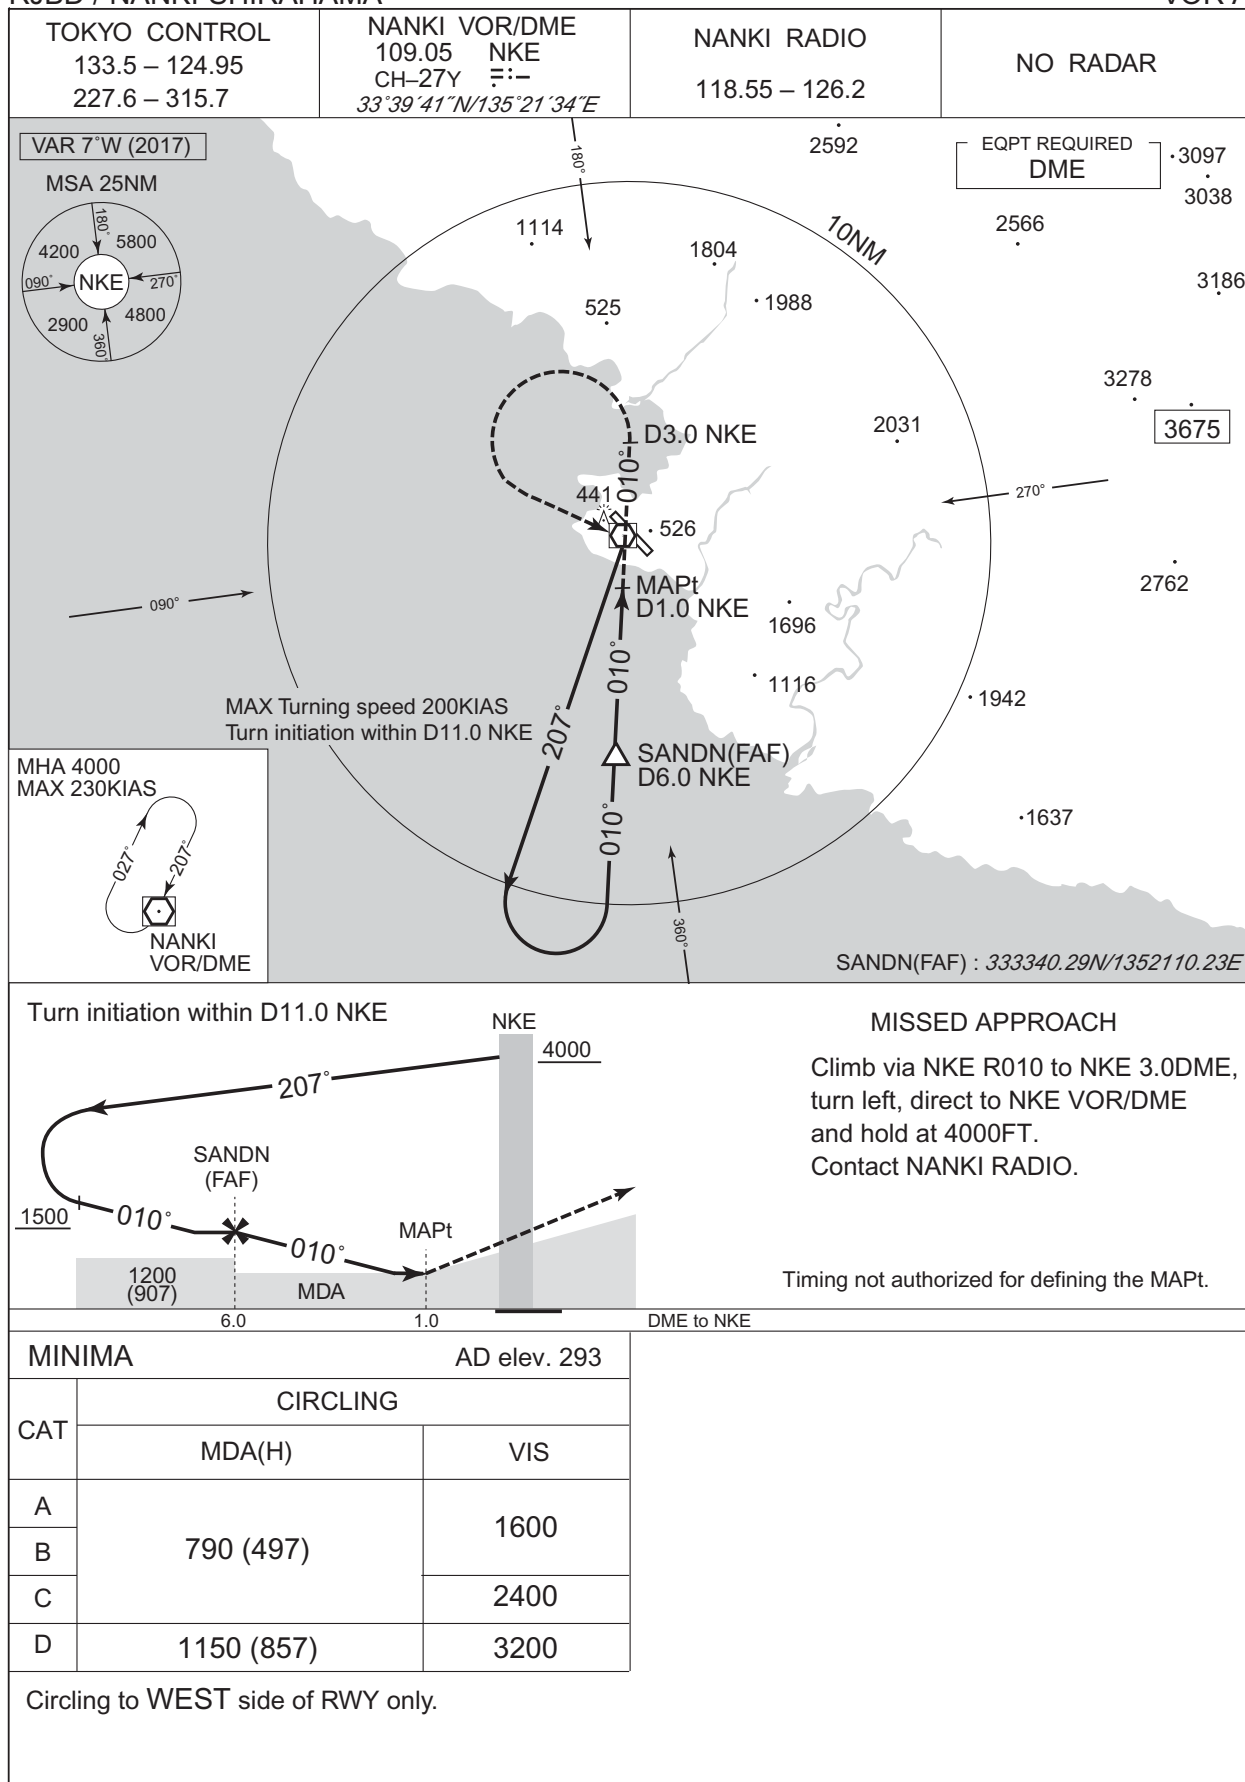 KJBD / NANKI SHIRAHAMA
VOR A
TOKYO CONTROL
133.5 – 124.95
227.6 – 315.7
NANKI VOR/DME
109.05 NKE
CH–27Y
33˚39´41˝N/135˚21´34˝E
NANKI RADIO
118.55 – 126.2
NO RADAR
VAR 7˚W (2017)
MSA 25NM
180˚
4200
5800
090˚
NKE
270˚
2900
4800
360˚
180˚
2592
EQPT REQUIRED
DME
3097
3038
1114
1804
10NM
2566
525
1988
3186
3278
D3.0 NKE
2031
3675
010˚
441
526
270˚
MAPt
D1.0 NKE
2762
090˚
1696
010˚
1116
MAX Turning speed 200KIAS
Turn initiation within D11.0 NKE
207˚
1942
SANDN(FAF)
D6.0 NKE
010˚
1637
360˚
MHA 4000
MAX 230KIAS
027˚
207˚
NANKI
VOR/DME
SANDN(FAF) : 333340.29N/1352110.23E
Turn initiation within D11.0 NKE
NKE
4000
207˚
SANDN
(FAF)
1500
010˚
010˚
MAPt
1200
(907)
MDA
6.0
1.0
DME to NKE
MISSED APPROACH
Climb via NKE R010 to NKE 3.0DME,
turn left, direct to NKE VOR/DME
and hold at 4000FT.
Contact NANKI RADIO.
Timing not authorized for defining the MAPt.
MINIMA
AD elev. 293
CAT
CIRCLING
MDA(H)
VIS
A
B
790 (497)
1600
C
2400
D
1150 (857)
3200
Circling to WEST side of RWY only.